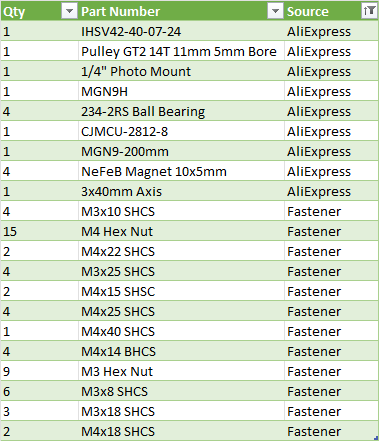 Qty Part Number Source
1 IHSV42-40-07-24 AliExpress
1 Pulley GT2 14T 11mm 5mm Bore AliExpress
1 1/4" Photo Mount AliExpress
1 MGN9H AliExpress
4 234-2RS Ball Bearing AliExpress
1 CJMCU-2812-8 AliExpress
1 MGN9-200mm AliExpress
4 NeFeB Magnet 10x5mm AliExpress
1 3x40mm Axis AliExpress
4 M3x10 SHCS Fastener
15 M4 Hex Nut Fastener
2 M4x22 SHCS Fastener
4 M3x25 SHCS Fastener
2 M4x15 SHSC Fastener
4 M4x25 SHCS Fastener
1 M4x40 SHCS Fastener
4 M4x14 BHCS Fastener
9 M3 Hex Nut Fastener
6 M3x8 SHCS Fastener
3 M3x18 SHCS Fastener
2 M4x18 SHCS Fastener